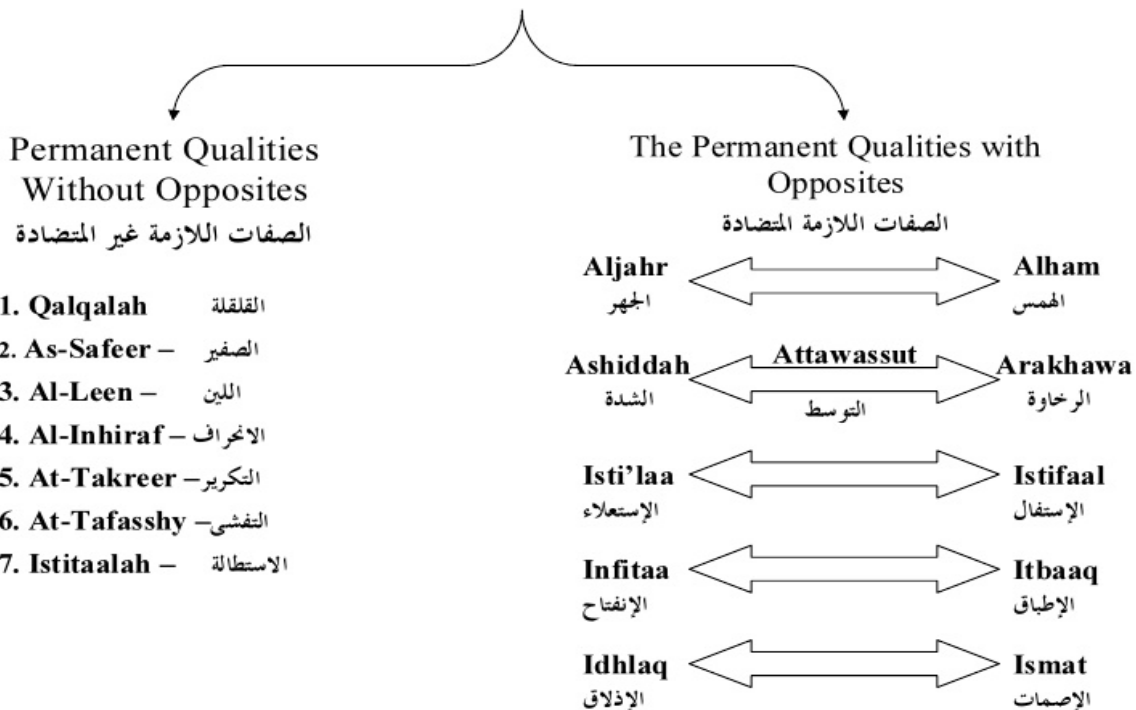 Permanent Qualities
Without Opposites
الصفات اللازمة غير المتضادة
1. Qalqalah القلقلة
2. As-Safeer – الصفير
3. Al-Leen – اللين
4. Al-Inhiraf – الانحراف
5. At-Takreer – التكرير
6. At-Tafasshy – التفشى
7. Istitaalah – الاستطالة
The Permanent Qualities with
Opposites
الصفات اللازمة المتضادة
Aljahr Alham
الجهر الهمس
Ashiddah Attawassut Arakhawa
الشدة التوسط الرخاوة
Isti’laa Istifaal
الإستعلاء الإستفال
Infitaa Itbaaq
الإنفتاح الإطباق
Idhlaq Ismat
الإذلاق الإصمات